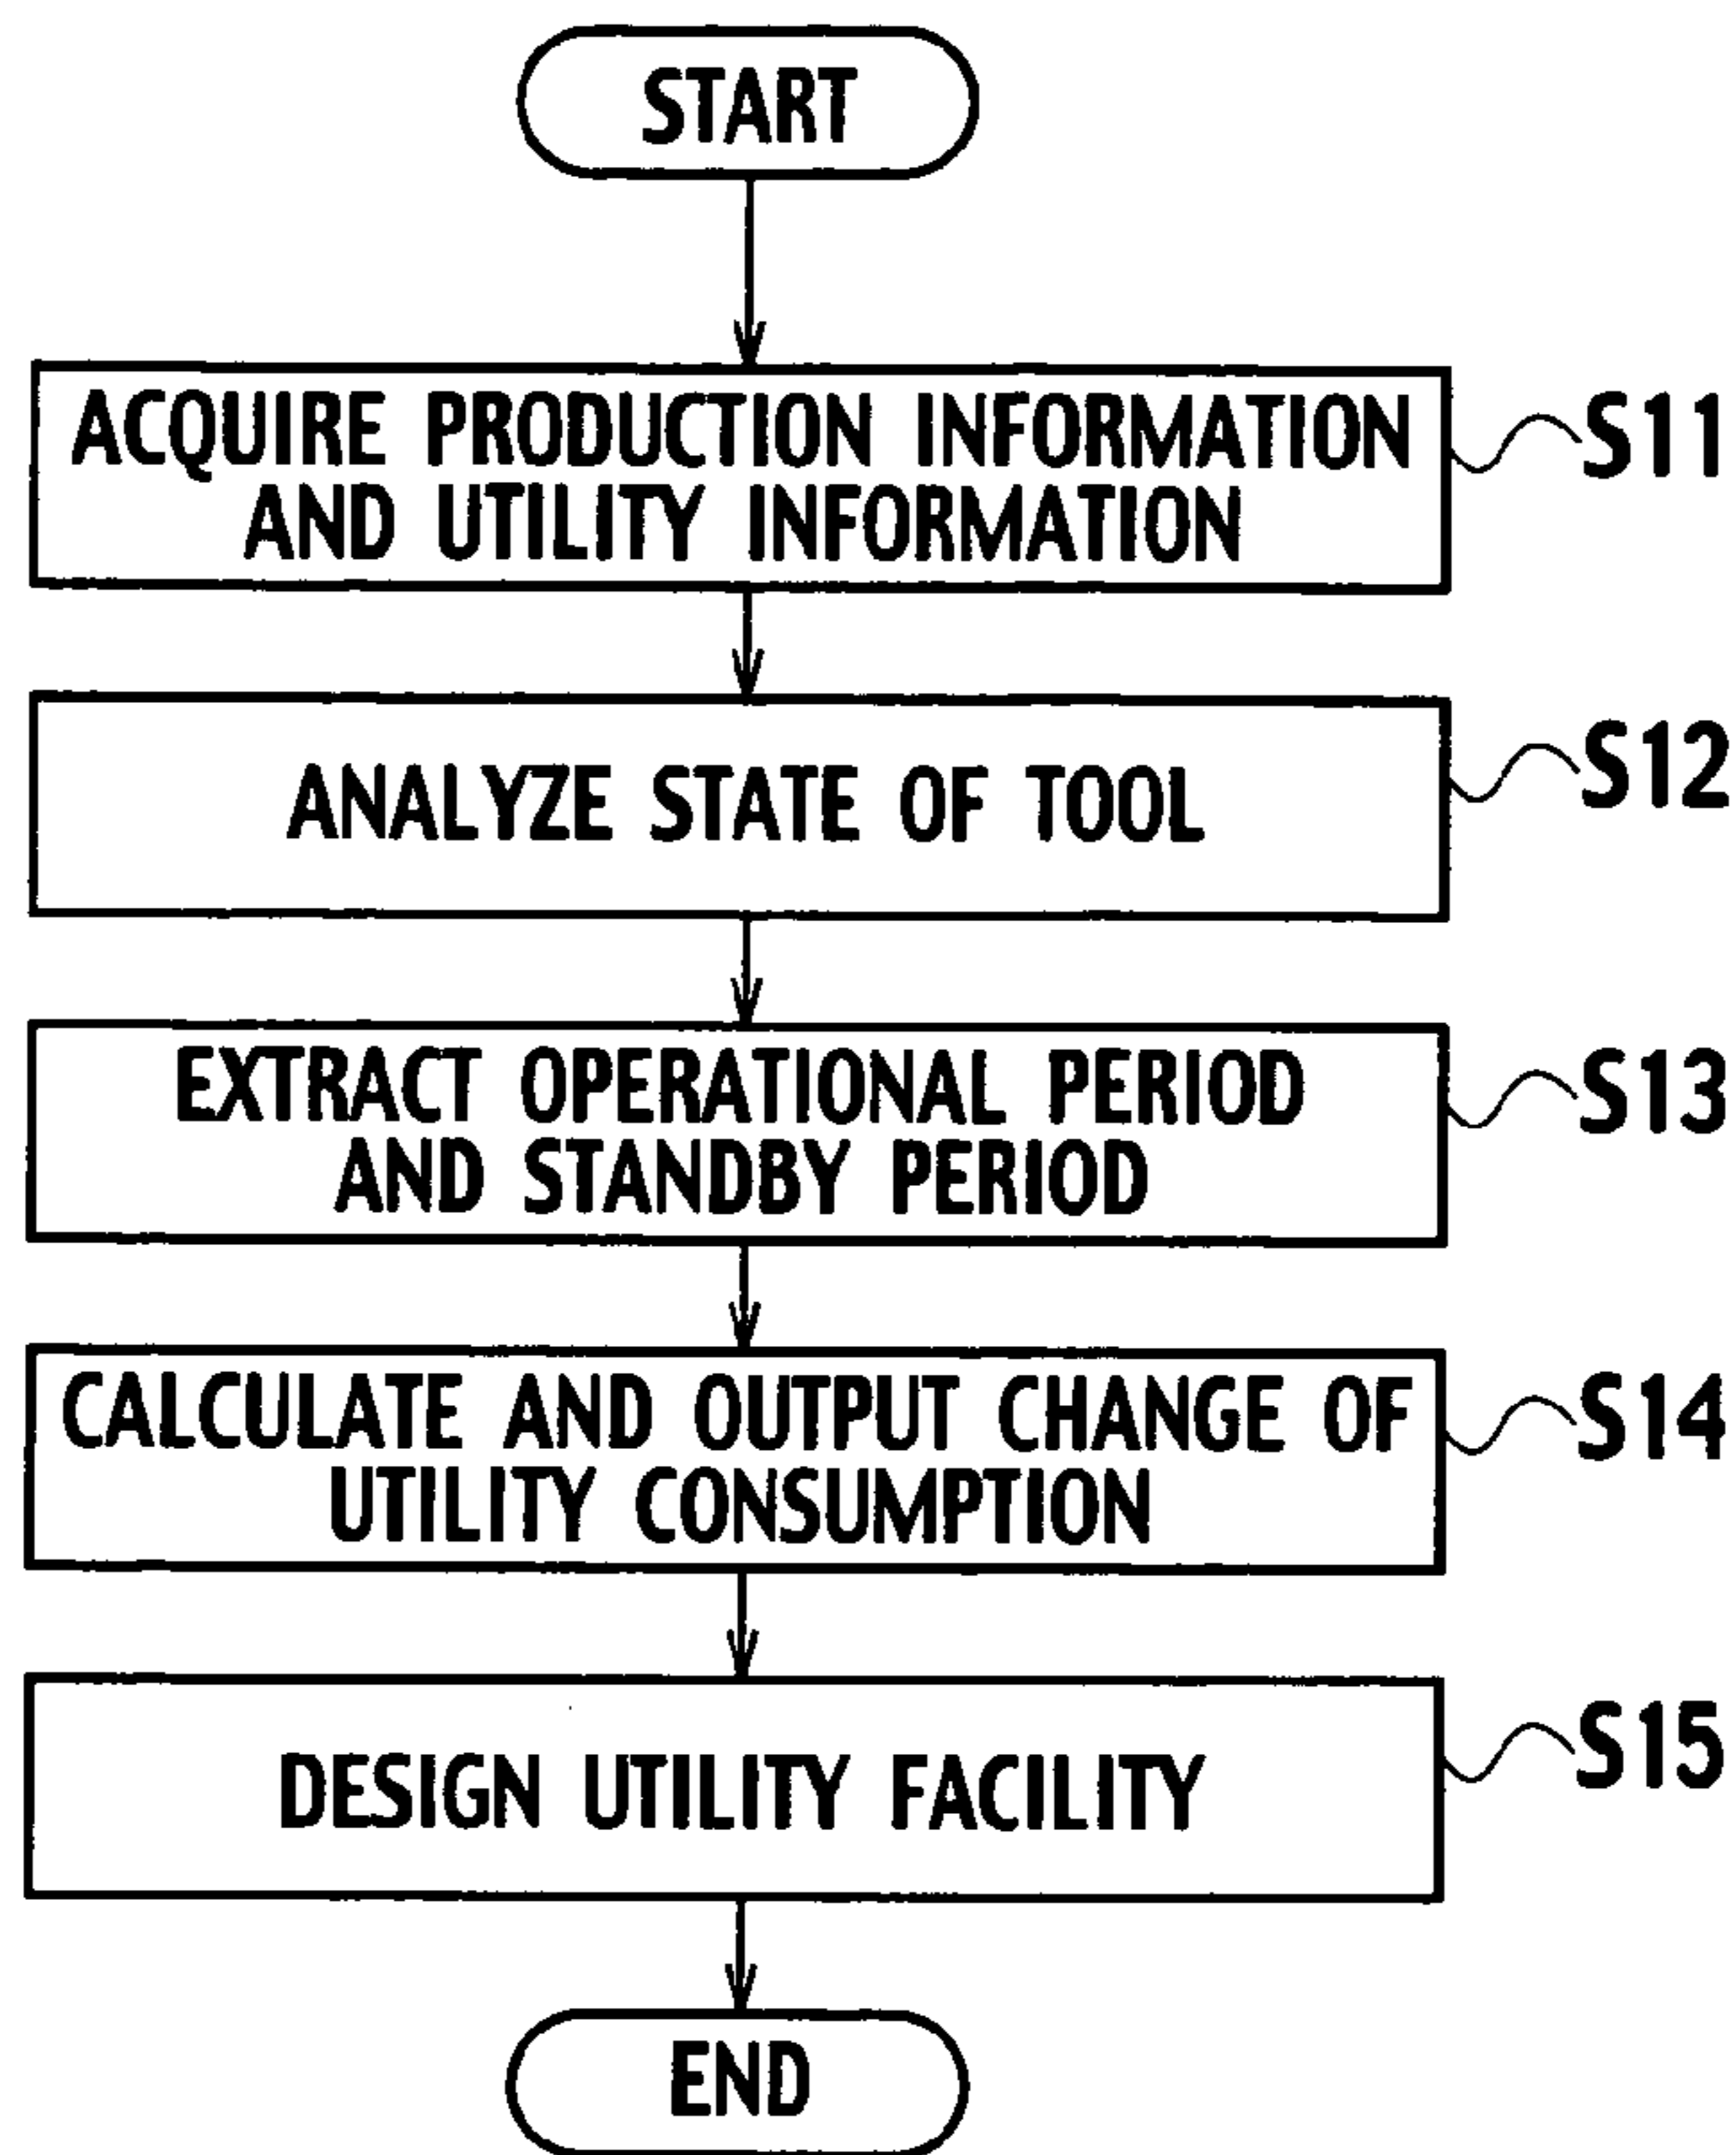 START
ACQUIRE PRODUCTION INFORMATION
AND UTILITY INFORMATION
S11
ANALYZE STATE OF TOOL
S12
EXTRACT OPERATIONAL PERIOD
AND STANDBY PERIOD
S13
CALCULATE AND OUTPUT CHANGE OF
UTILITY CONSUMPTION
S14
DESIGN UTILITY FACILITY
S15
END